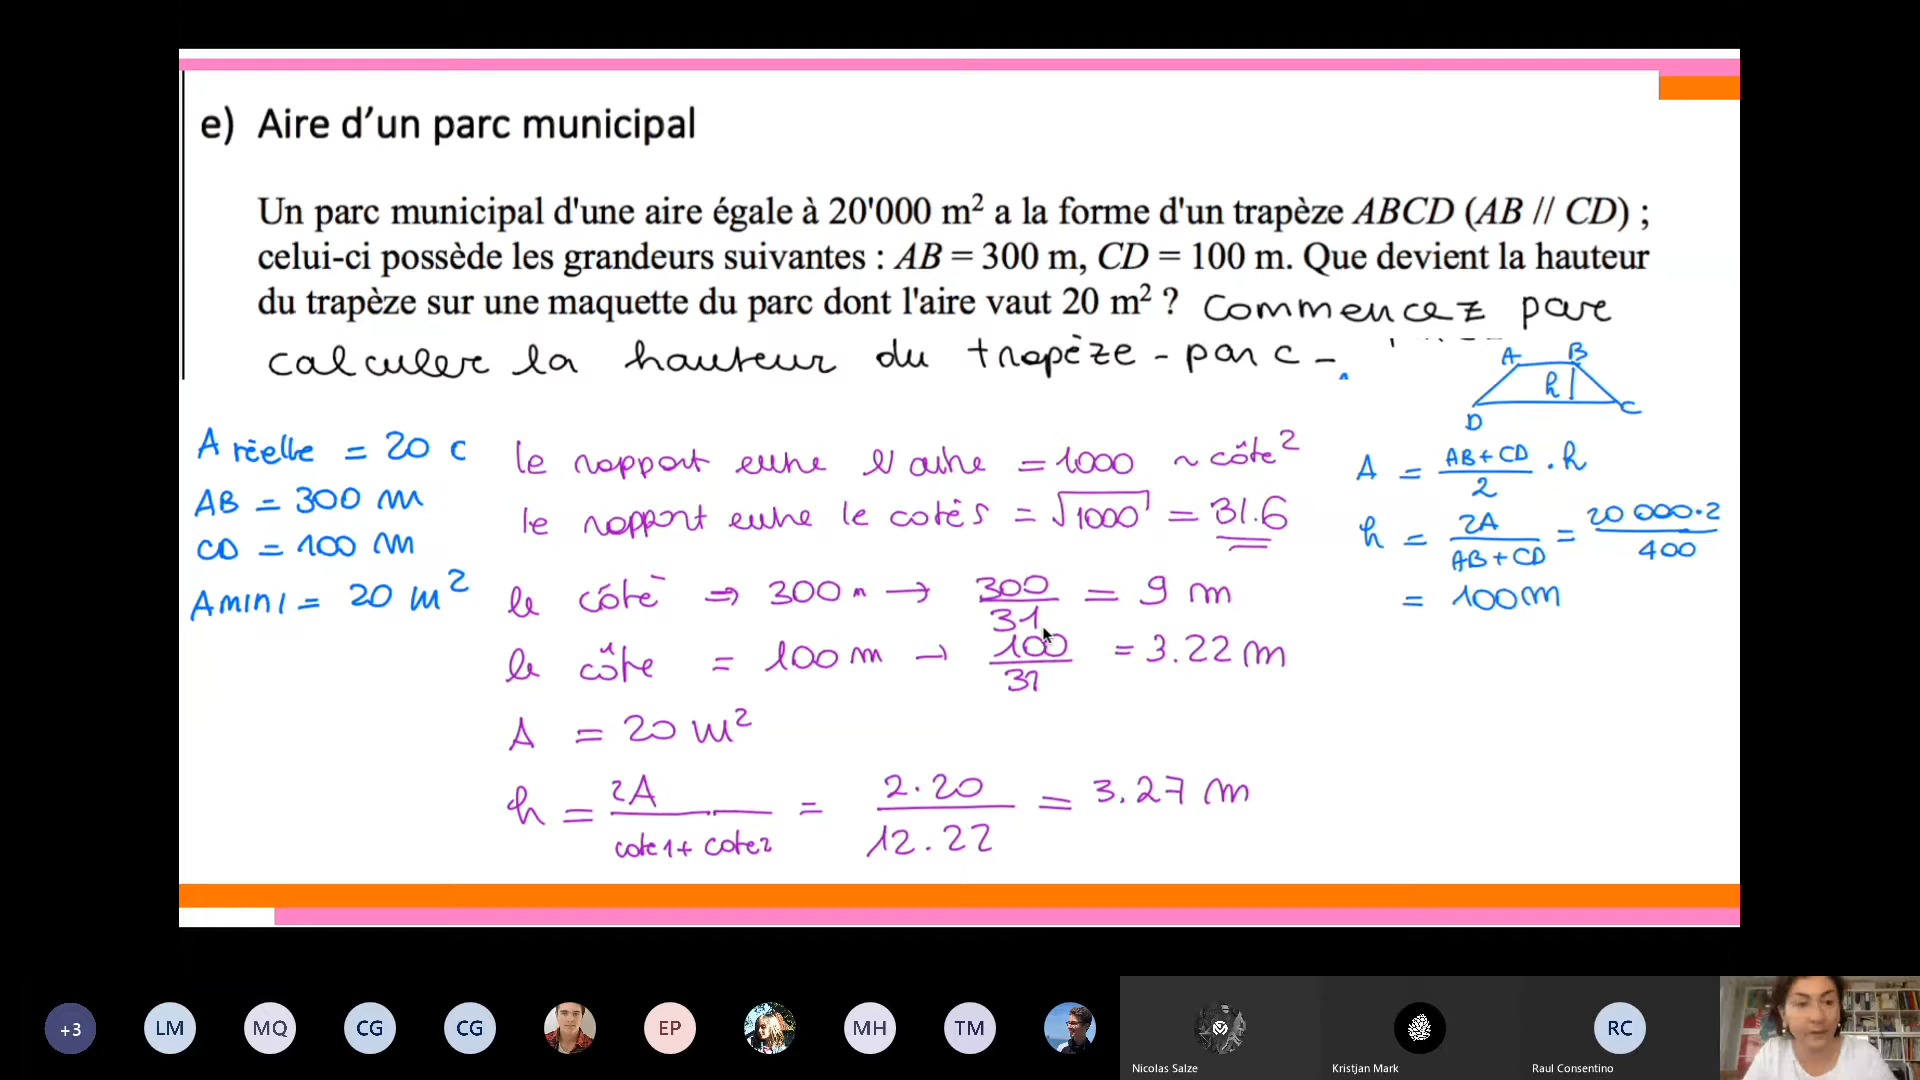 e) Aire d’un parc municipal
Un parc municipal d'une aire égale à 20'000 m² a la forme d'un trapèze ABCD (AB // CD) ;
celui-ci possède les grandeurs suivantes : AB = 300 m, CD = 100 m. Que devient la hauteur
du trapèze sur une maquette du parc dont l'aire vaut 20 m² ? Commencez par
calculer la hauteur du trapèze-parc-.
A B
h
D C
A réelle = 20 c
AB = 300 m
CD = 100 m
A mini = 20 m²
le rapport entre l'aire = 1000 ~ côte²
le rapport entre le cotés = √1000 = 31.6
le côté ⇒ 300 m → 300/31 = 9 m
le côte = 100 m → 100/31 = 3.22 m
A = 20 m²
h = 2A/(cote1 + cote2) = 2.20/12.22 = 3.27 m
A = (AB+CD)/2 . h
h = 2A/(AB+CD) = 20 000.2/400
= 100 m
+3 LM MQ CG CG EP MH TM RC
Nicolas Salze Kristjan Mark Raul Consentino